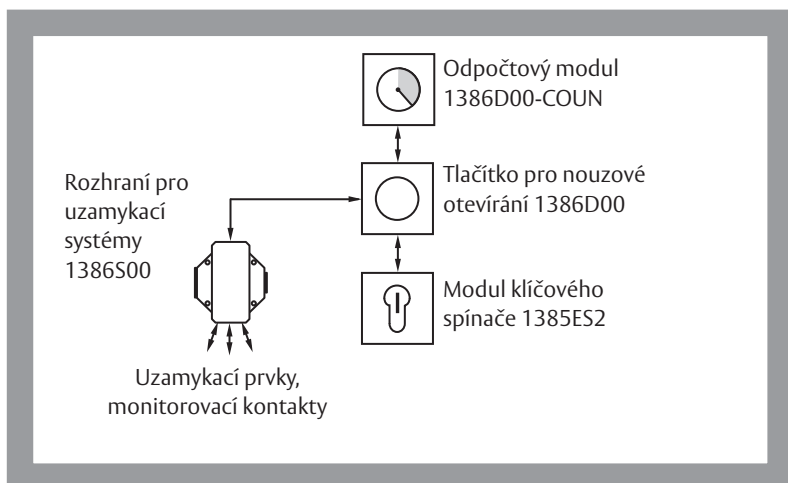 Odpočtový modul
1386D00-COUN
Tlačítko pro nouzové
otevírání 1386D00
Rozhraní pro
uzamykací
systémy
1386S00
Modul klíčového
spínače 1385ES2
Uzamykací prvky,
monitorovací kontakty